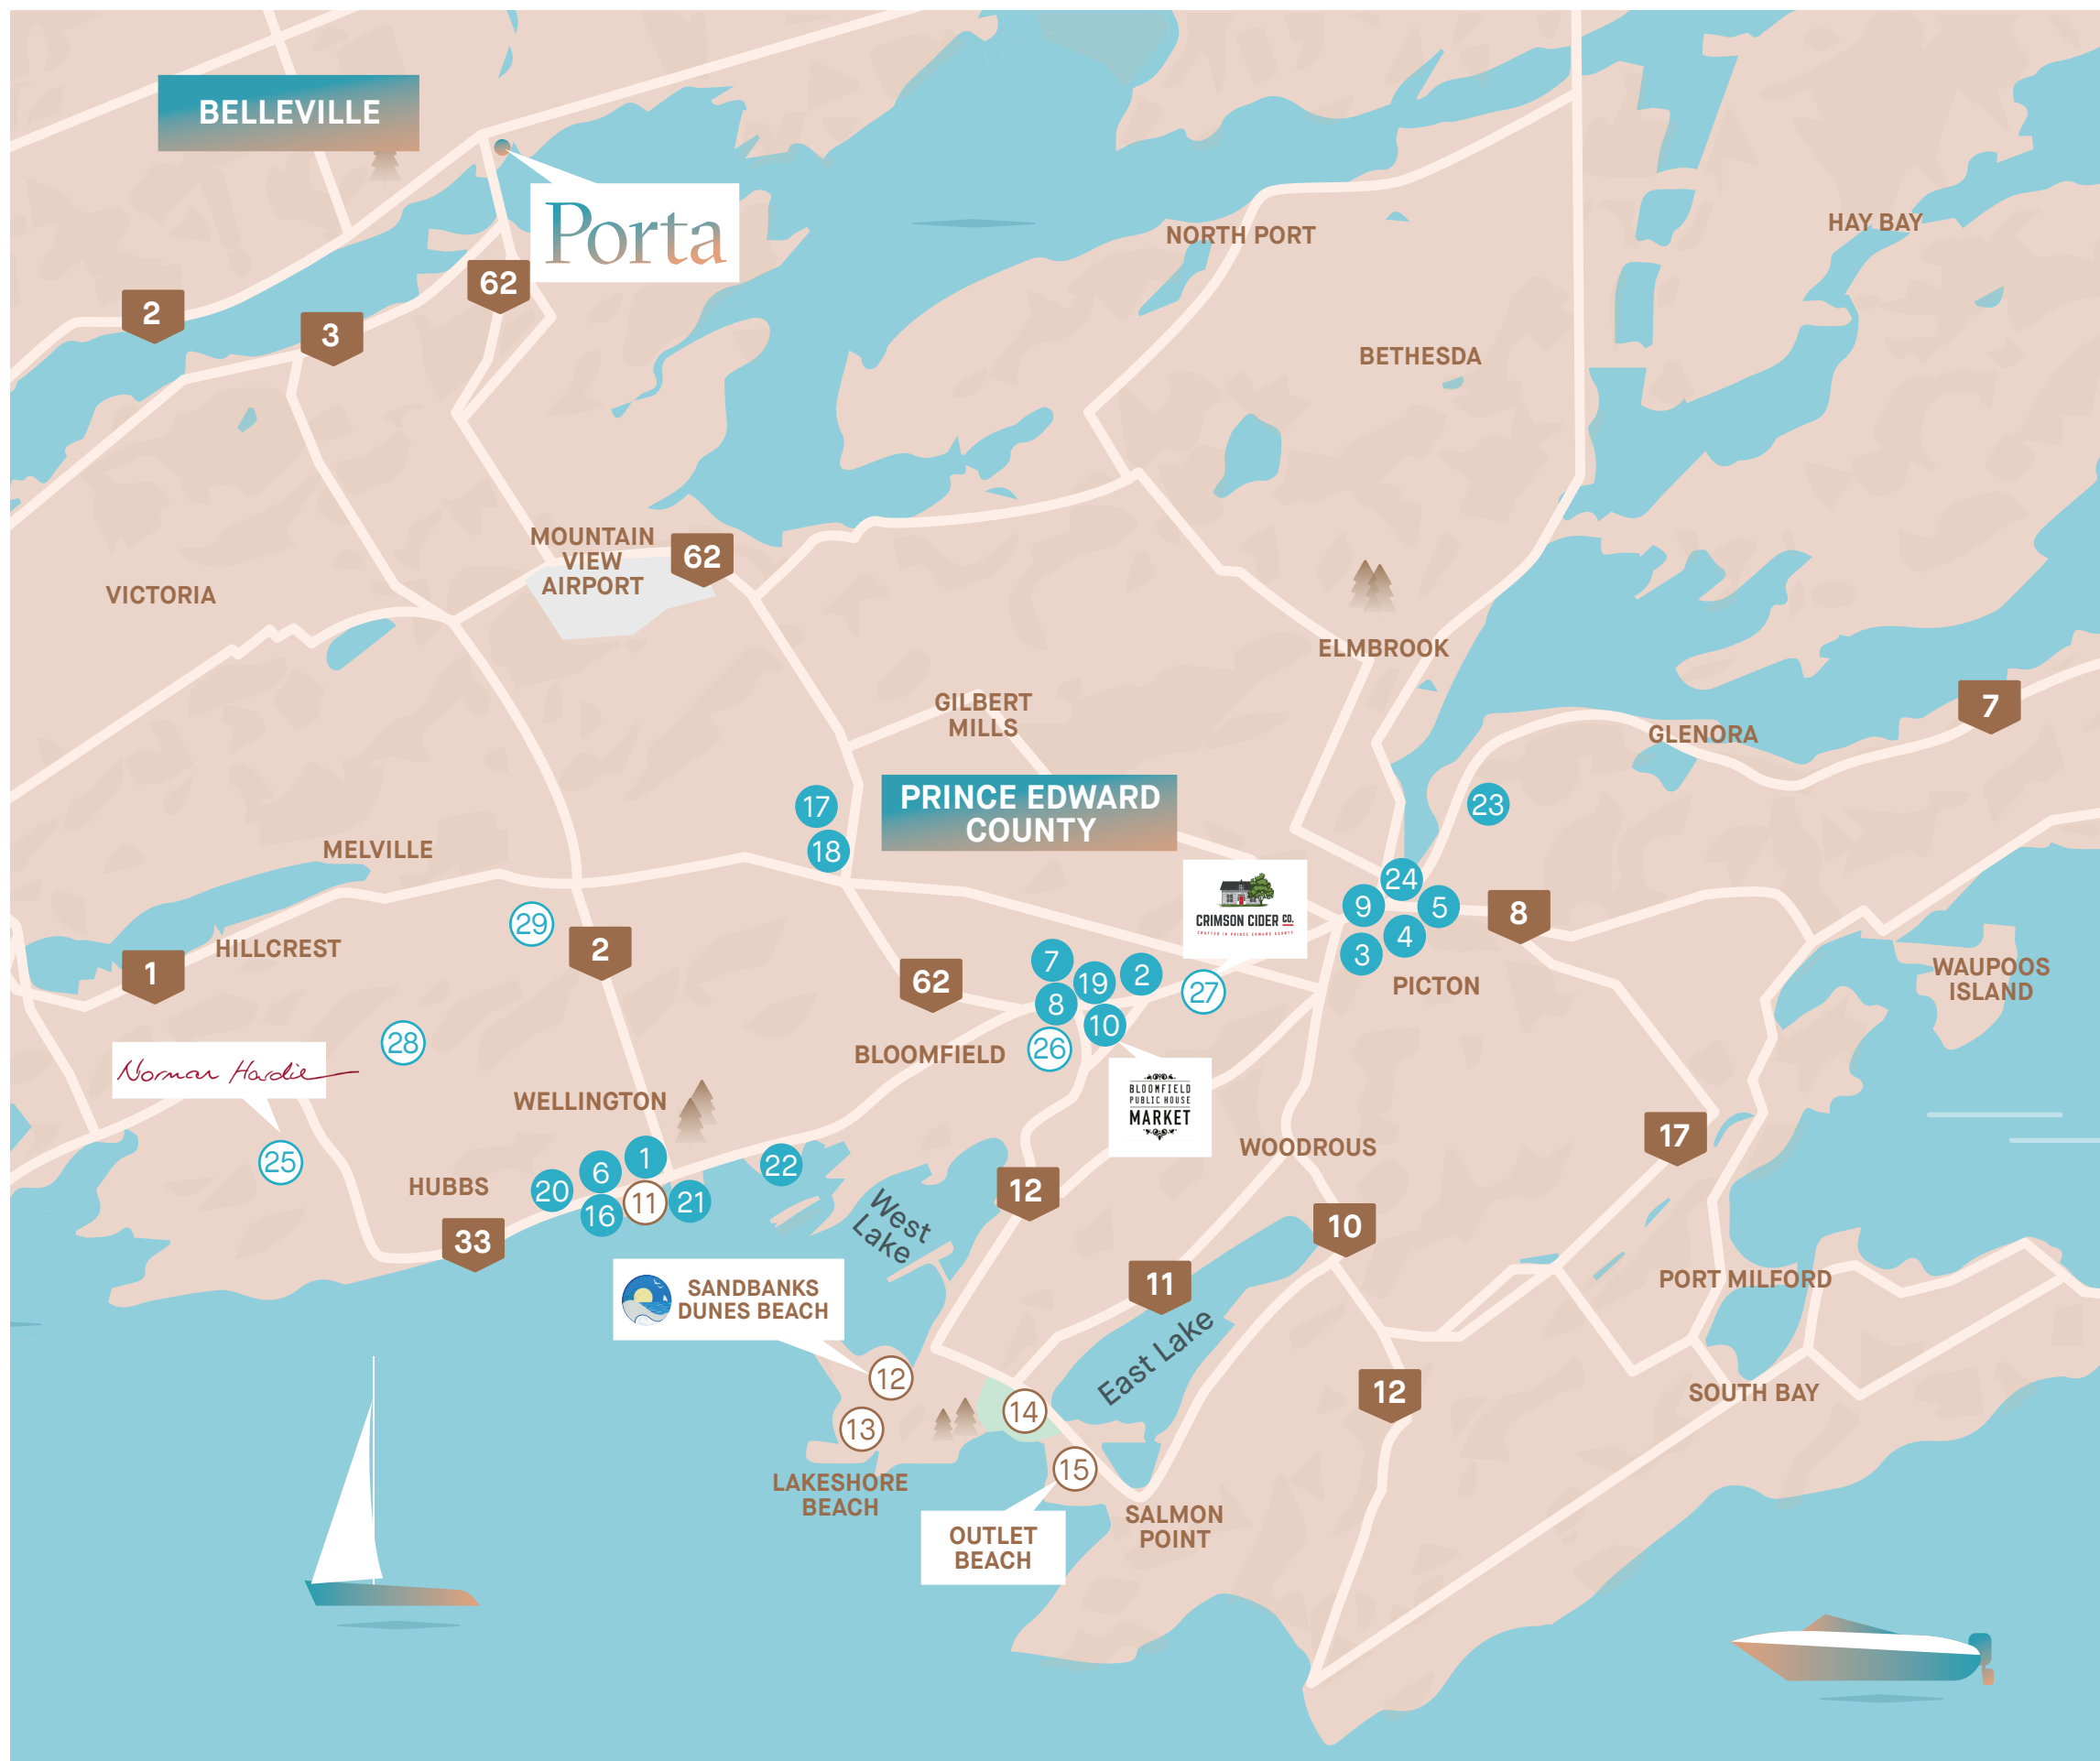 BELLEVILLE
Porta
62
2
3
NORTH PORT
HAY BAY
BETHESDA
MOUNTAIN
VIEW
AIRPORT
62
VICTORIA
ELMBROOK
GILBERT
MILLS
7
GLENORA
PRINCE EDWARD
COUNTY
17
18
23
MELVILLE
24
9
5
8
4
3
PICTON
CRIMSON CIDER CO.
CRAFTED IN PRINCE EDWARD COUNTY
29
2
HILLCREST
1
62
7
19
2
27
8
10
26
BLOOMFIELD
WAUPOOS
ISLAND
28
Norman Hardie
25
BLOOMFIELD
PUBLIC HOUSE
MARKET
WELLINGTON
1
6
20
16
11
21
22
HUBBS
33
WOODROUS
17
West
Lake
12
10
11
PORT MILFORD
SANDBANKS
DUNES BEACH
East Lake
12
13
14
15
12
SOUTH BAY
LAKESHORE
BEACH
OUTLET
BEACH
SALMON
POINT